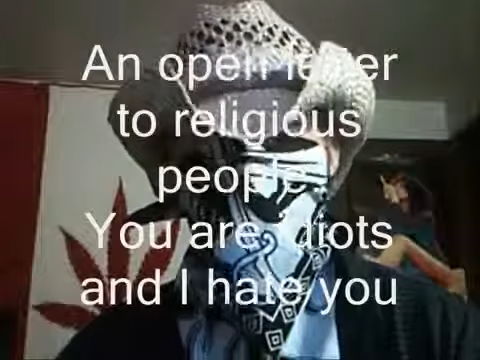 An open letter
to religious
people.
You are idiots
and I hate you